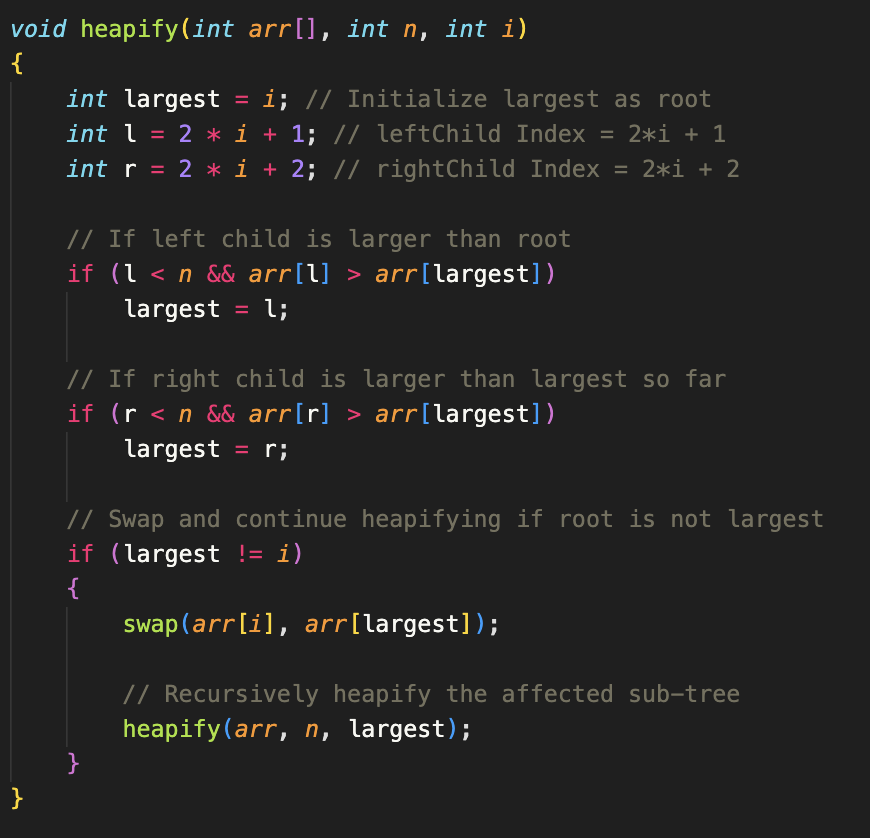 void heapify(int arr[], int n, int i)
{
    int largest = i; // Initialize largest as root
    int l = 2 * i + 1; // leftChild Index = 2*i + 1
    int r = 2 * i + 2; // rightChild Index = 2*i + 2

    // If left child is larger than root
    if (l < n && arr[l] > arr[largest])
        largest = l;

    // If right child is larger than largest so far
    if (r < n && arr[r] > arr[largest])
        largest = r;

    // Swap and continue heapifying if root is not largest
    if (largest != i)
    {
        swap(arr[i], arr[largest]);

        // Recursively heapify the affected sub-tree
        heapify(arr, n, largest);
    }
}